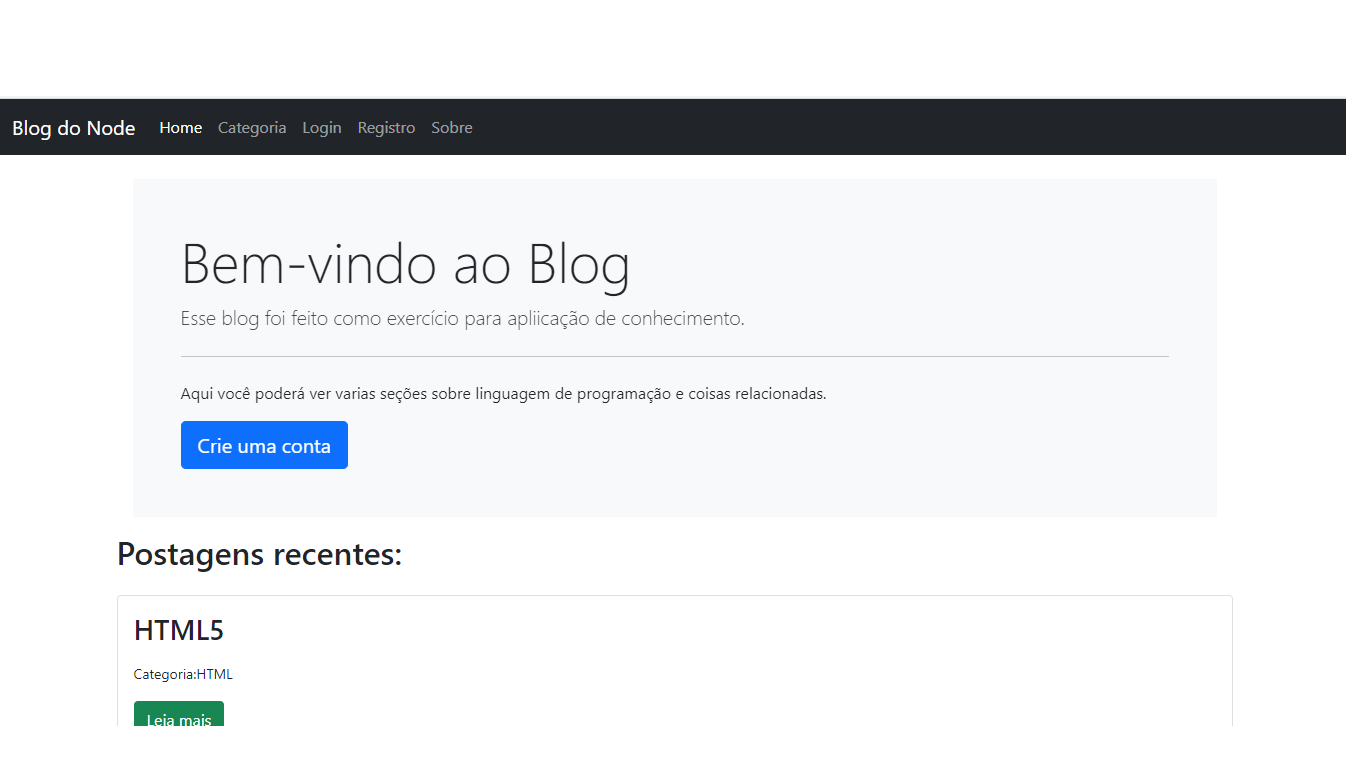 Blog do Node Home Categoria Login Registro Sobre
Bem-vindo ao Blog
Esse blog foi feito como exercício para apliicação de conhecimento.
Aqui você poderá ver varias seções sobre linguagem de programação e coisas relacionadas.
Crie uma conta
Postagens recentes:
HTML5
Categoria:HTML
Leia mais